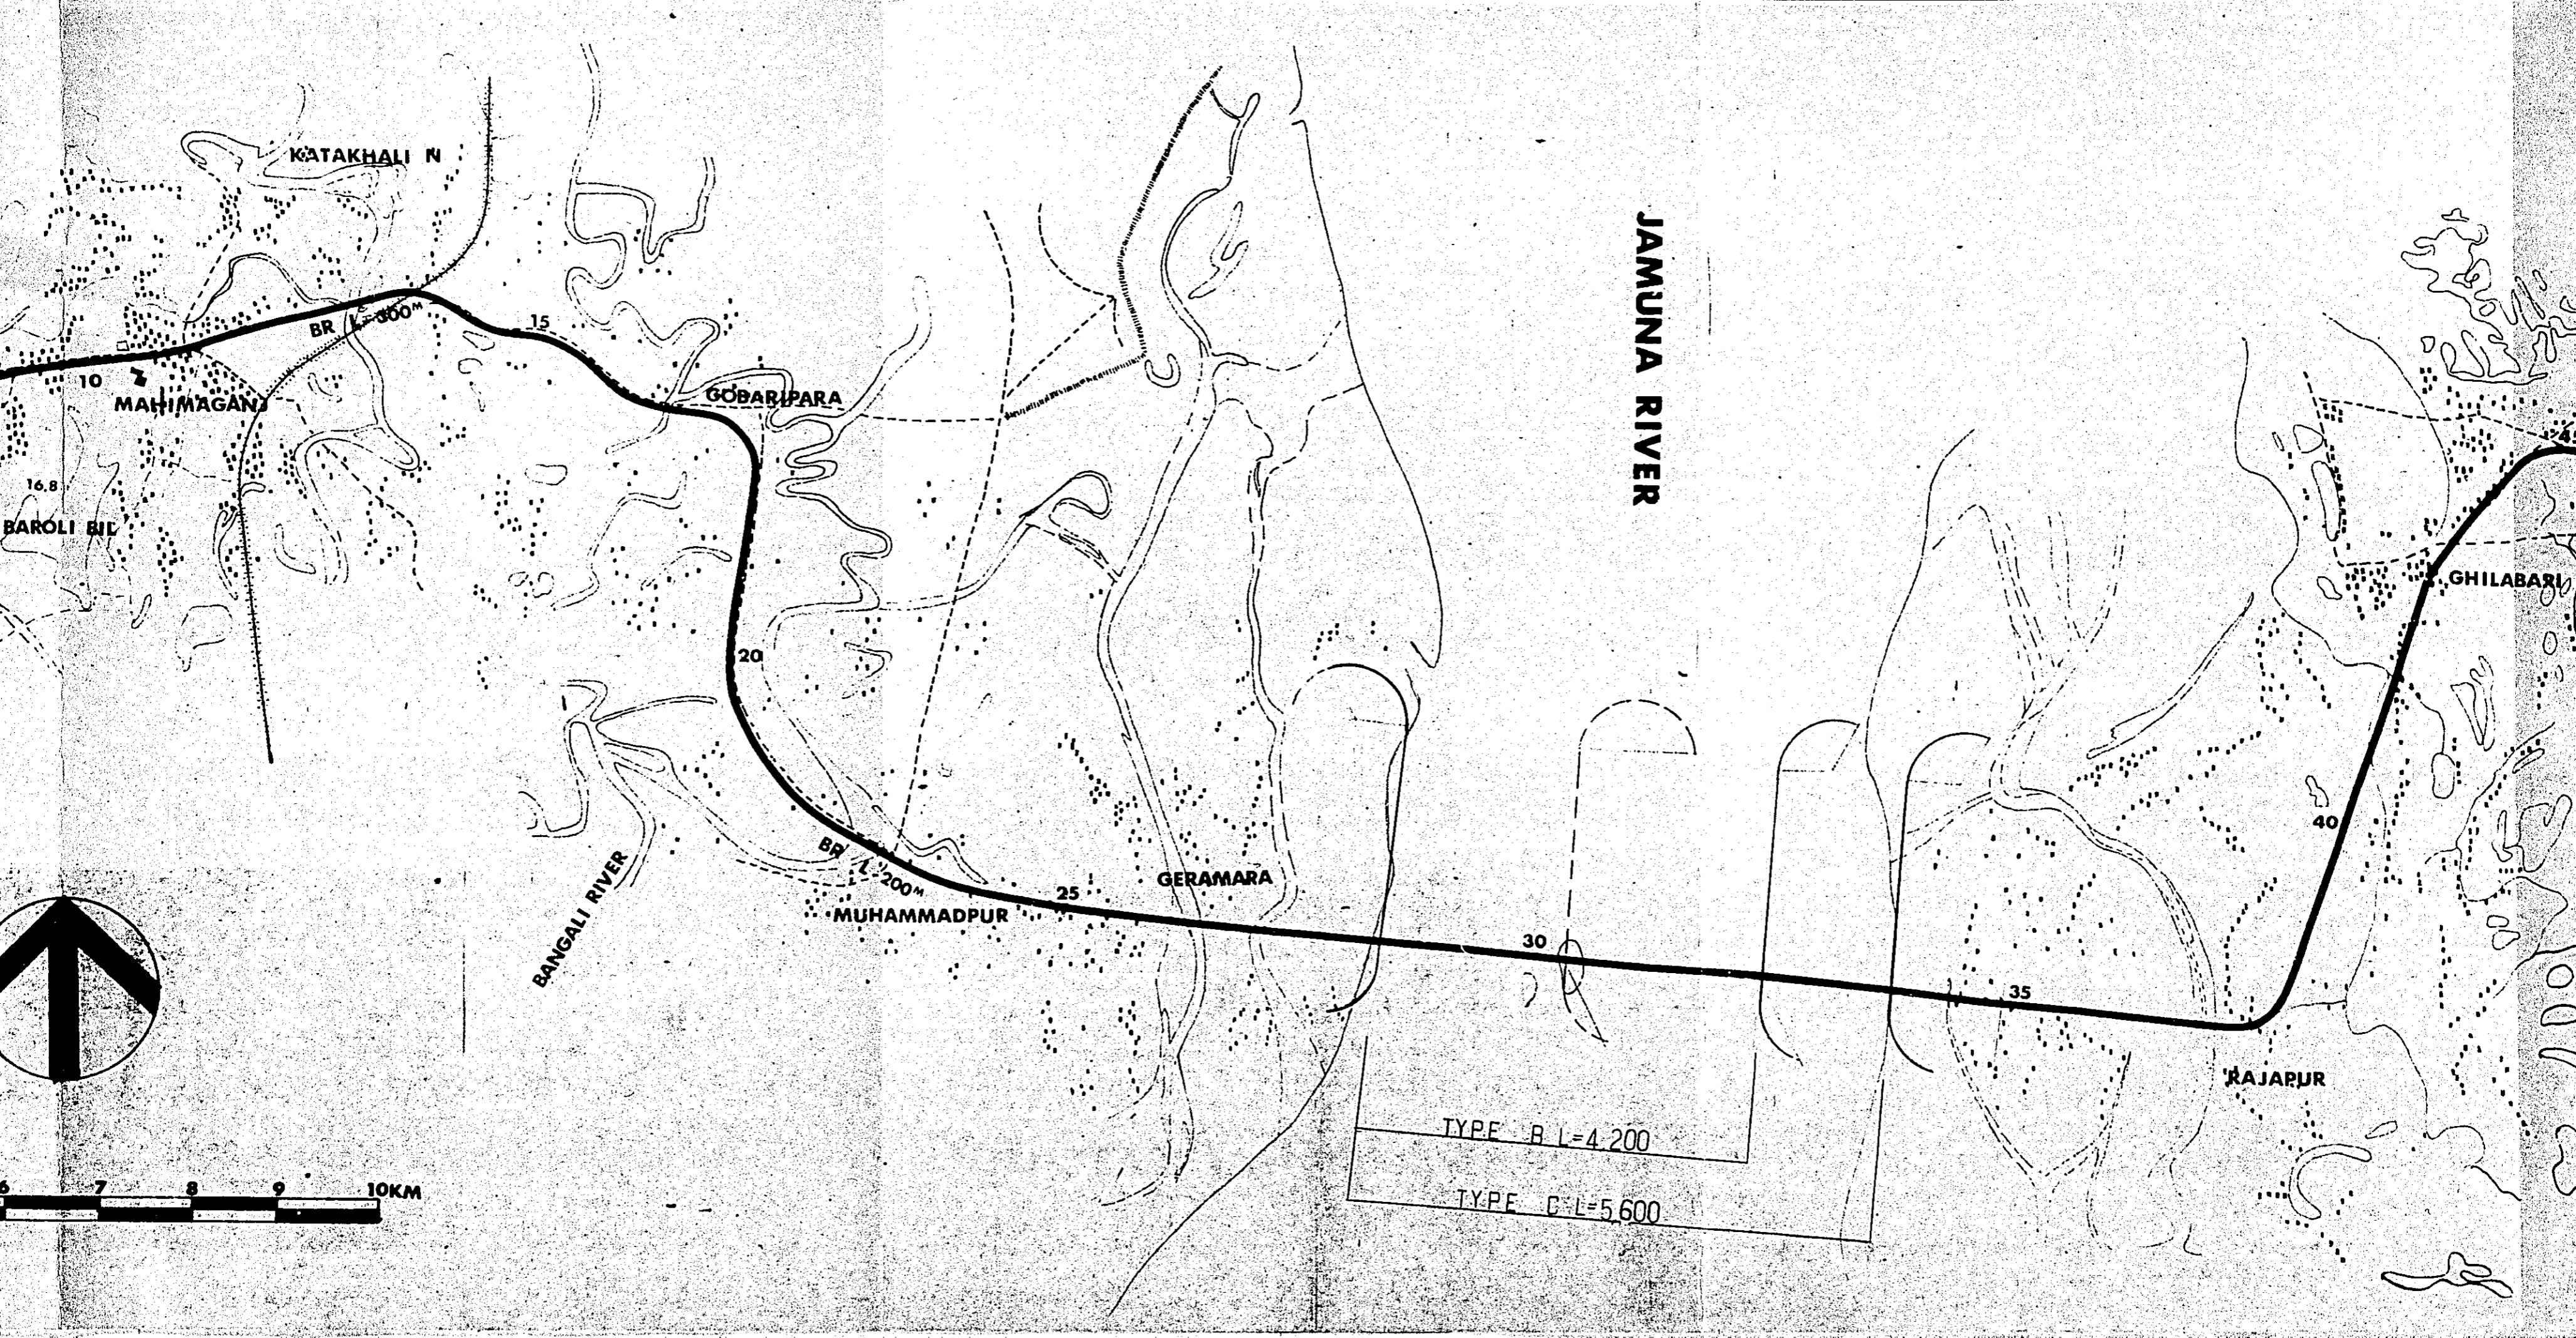 KATAKHALI N
BR L=300M
15
10
MAHIMAGANJ
GOBARIPARA
JAMUNA RIVER
16.8
BAROLI BIL
GHILABARI
20
BR L=200M
MUHAMMADPUR
BANGALI RIVER
25
GERAMARA
30
35
40
RAJAPUR
TYPE B L=4.200
TYPE C L=5.600
6 7 8 9 10KM